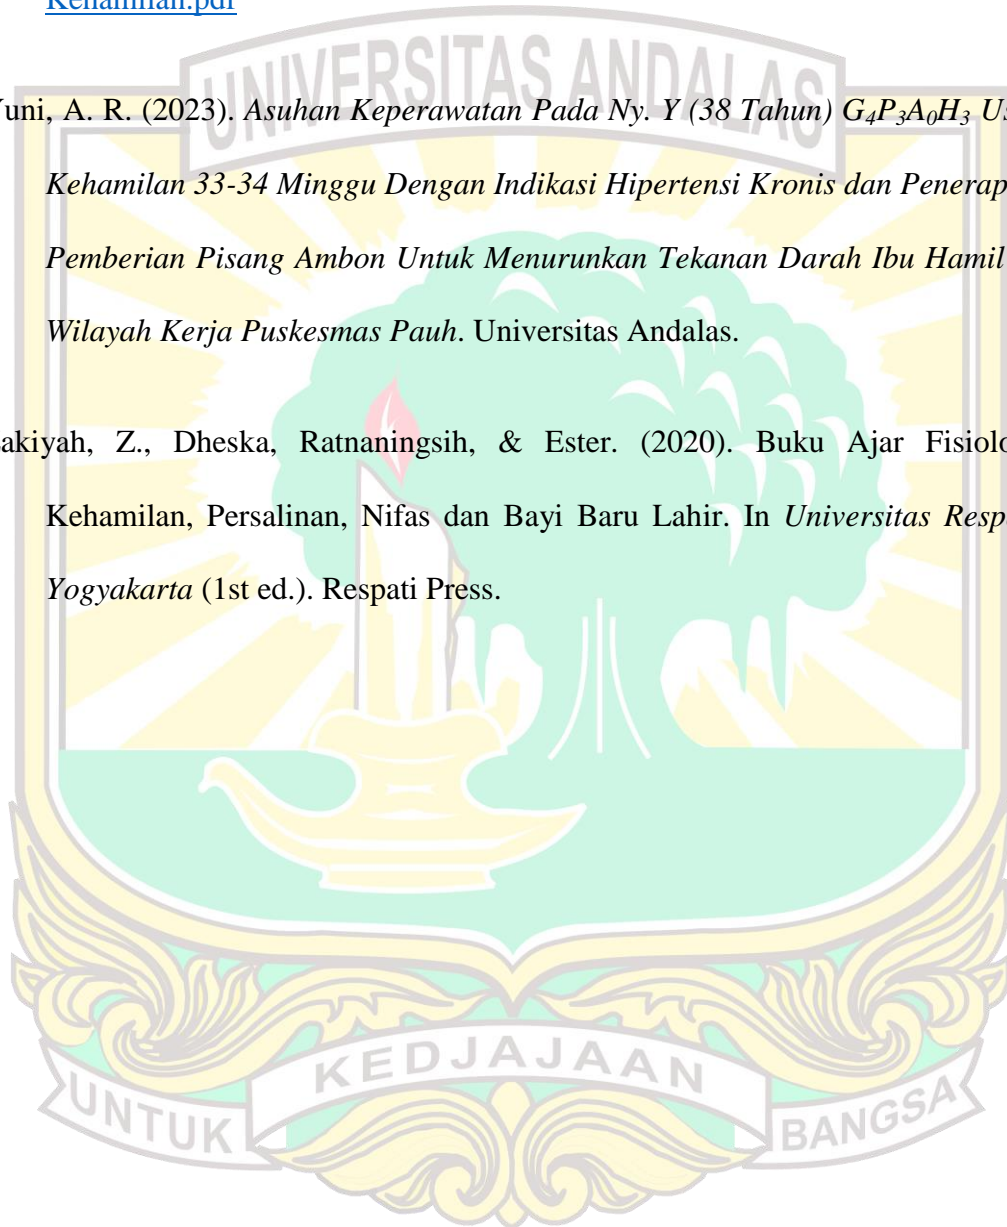 Kehamilan.pdf
UNIVERSITAS ANDALAS
Yuni, A. R. (2023). Asuhan Keperawatan Pada Ny. Y (38 Tahun) G4P3A0H3
Kehamilan 33-34 Minggu Dengan Indikasi Hipertensi Kronis dan Penerap
Pemberian Pisang Ambon Untuk Menurunkan Tekanan Darah Ibu Hamil
Wilayah Kerja Puskesmas Pauh. Universitas Andalas.
akiyah, Z., Dheska, Ratnaningsih, & Ester. (2020). Buku Ajar Fisiolo
Kehamilan, Persalinan, Nifas dan Bayi Baru Lahir. In Universitas Resp
Yogyakarta (1st ed.). Respati Press.
UNTUK KEDJAJAAN BANGSA